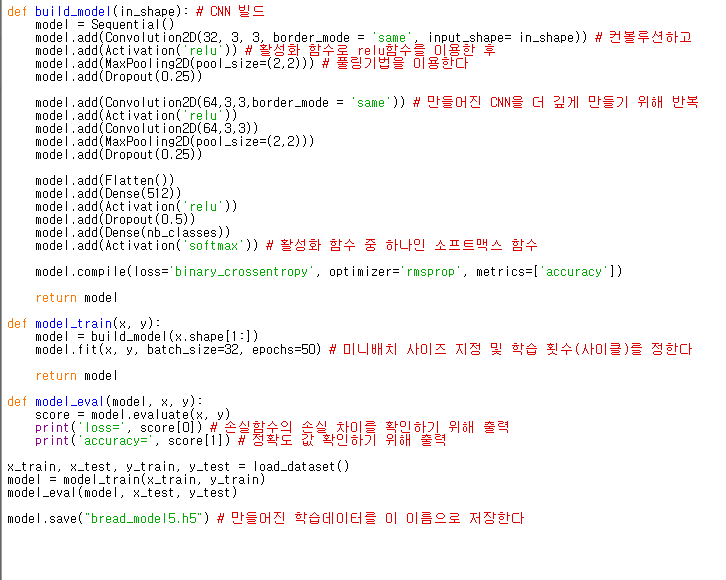 def build_model(in_shape): # CNN 빌드
    model = Sequential()
    model.add(Convolution2D(32, 3, 3, border_mode = 'same', input_shape= in_shape)) # 컨볼루션하고
    model.add(Activation('relu')) # 활성화 함수로 relu함수를 이용한 후
    model.add(MaxPooling2D(pool_size=(2,2))) # 풀링기법을 이용한다
    model.add(Dropout(0.25))

    model.add(Convolution2D(64,3,3,border_mode = 'same')) # 만들어진 CNN을 더 깊게 만들기 위해 반복
    model.add(Activation('relu'))
    model.add(Convolution2D(64,3,3))
    model.add(MaxPooling2D(pool_size=(2,2)))
    model.add(Dropout(0.25))

    model.add(Flatten())
    model.add(Dense(512))
    model.add(Activation('relu'))
    model.add(Dropout(0.5))
    model.add(Dense(nb_classes))
    model.add(Activation('softmax')) # 활성화 함수 중 하나인 소프트맥스 함수

    model.compile(loss='binary_crossentropy', optimizer='rmsprop', metrics=['accuracy'])

    return model

def model_train(x, y):
    model = build_model(x.shape[1:])
    model.fit(x, y, batch_size=32, epochs=50) # 미니배치 사이즈 지정 및 학습 횟수(사이클)를 정한다

    return model

def model_eval(model, x, y):
    score = model.evaluate(x, y)
    print('loss=', score[0]) # 손실함수의 손실 차이를 확인하기 위해 출력
    print('accuracy=', score[1]) # 정확도 값 확인하기 위해 출력

x_train, x_test, y_train, y_test = load_dataset()
model = model_train(x_train, y_train)
model_eval(model, x_test, y_test)

model.save("bread_model5.h5") # 만들어진 학습데이터를 이 이름으로 저장한다